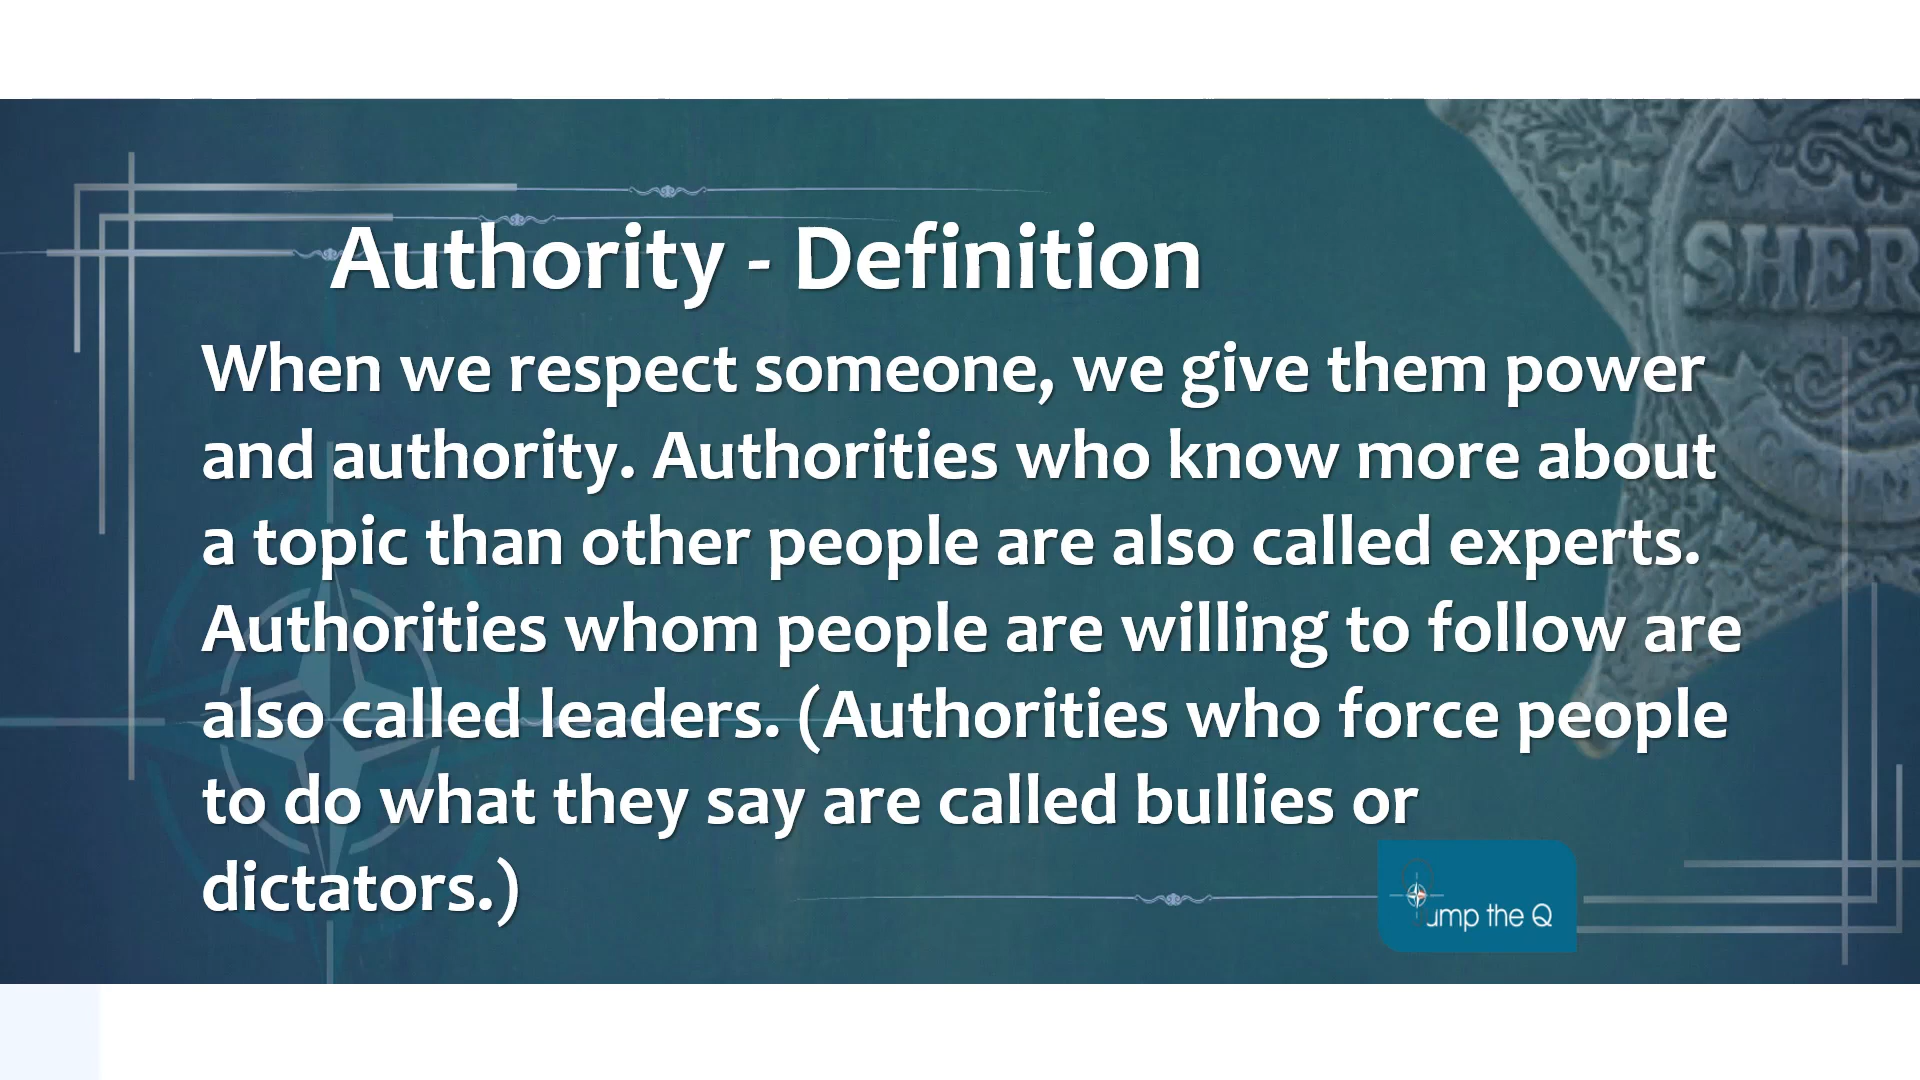 Authority - Definition
When we respect someone, we give them power
and authority. Authorities who know more about
a topic than other people are also called experts.
Authorities whom people are willing to follow are
also called leaders. (Authorities who force people
to do what they say are called bullies or
dictators.)
SHER
ump the Q